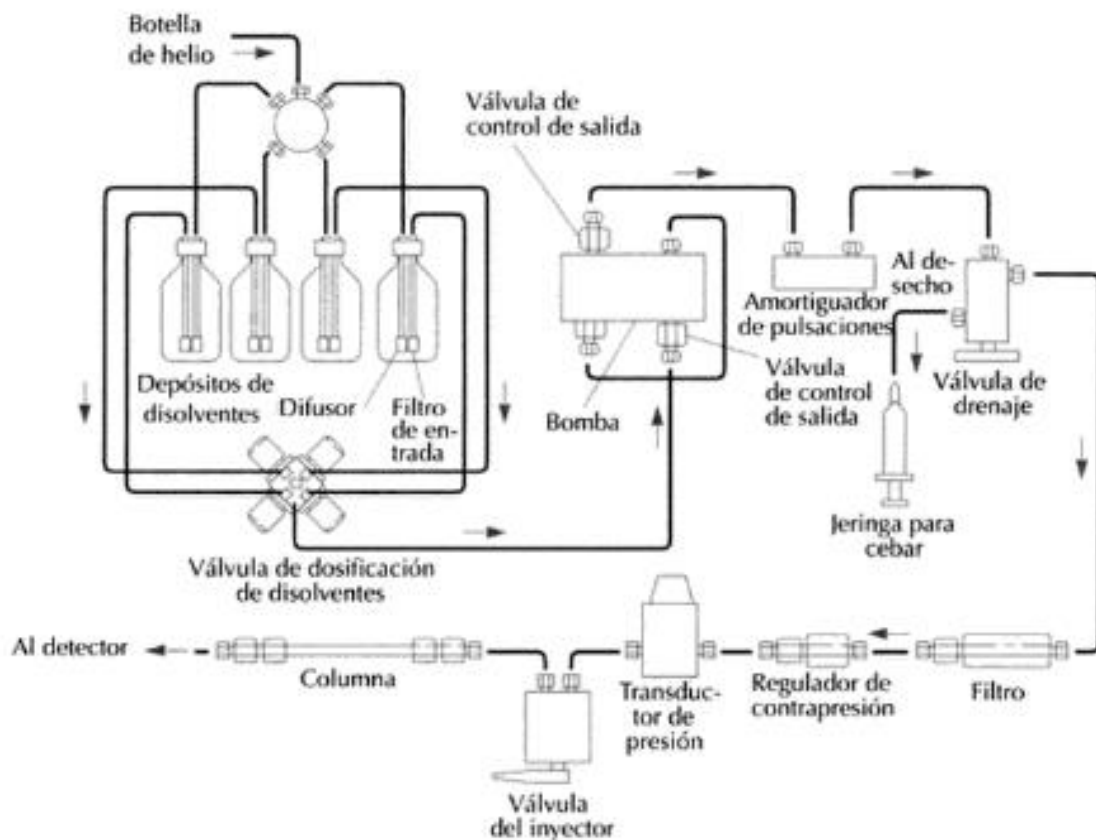 Botella
de helio
Válvula de
control de salida
Al de-
secho
Amortiguador
de pulsaciones
Depósitos de
disolventes
Difusor
Filtro
de en-
trada
Bomba
Válvula
de control
de salida
Válvula de
drenaje
Jeringa para
cebar
Válvula de dosificación
de disolventes
Al detector
Columna
Transduc-
tor de
presión
Regulador de
contrapresión
Filtro
Válvula
del inyector